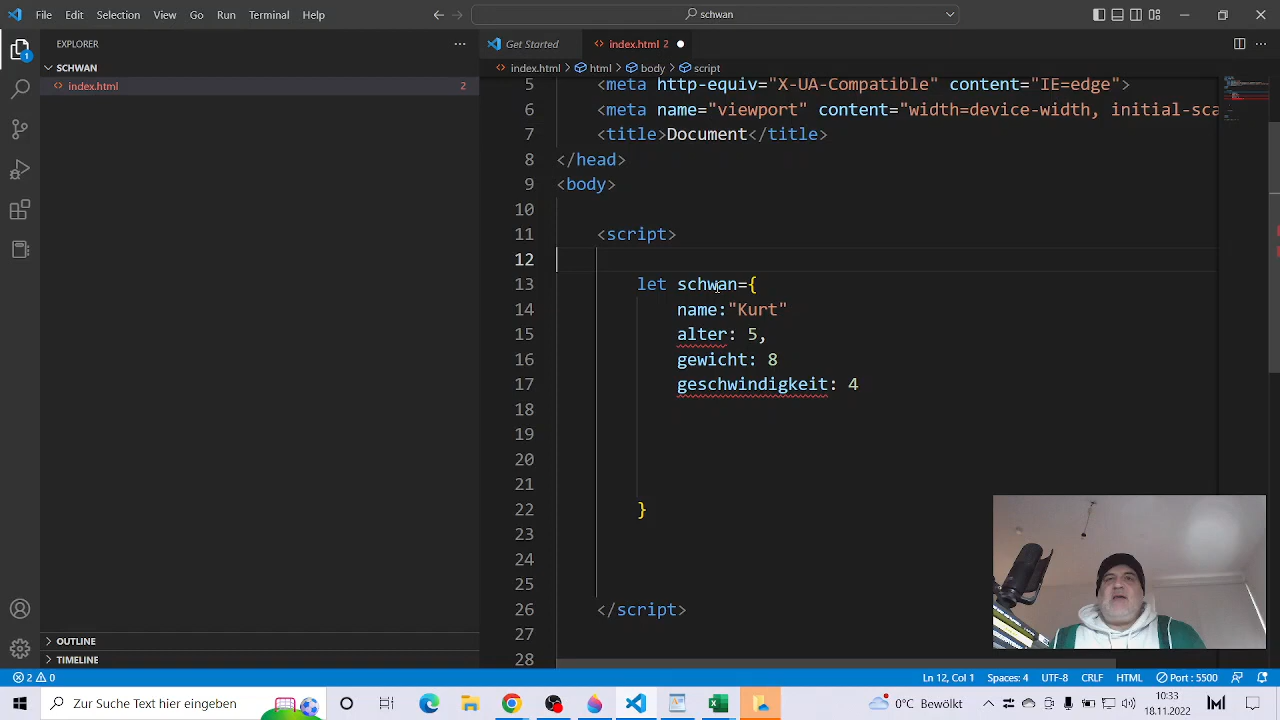 File Edit Selection View Go Run Terminal Help
schwan
EXPLORER
Get Started
index.html 2
SCHWAN
index.html > html > body > script
index.html 2
5 <meta http-equiv="X-UA-Compatible" content="IE=edge">
6 <meta name="viewport" content="width=device-width, initial-sca
7 <title>Document</title>
8 </head>
9 <body>
10
11 <script>
12
13 let schwan={
14 name:"Kurt"
15 alter: 5,
16 gewicht: 8
17 geschwindigkeit: 4
18
19
20
21
22 }
23
24
25
26 </script>
27
28
1
OUTLINE
TIMELINE
2 0
Ln 12, Col 1 Spaces: 4 UTF-8 CRLF HTML Port : 5500
Zur Suche Text hier eingeben
0°C Bewölkt
10:33
18.11.2022